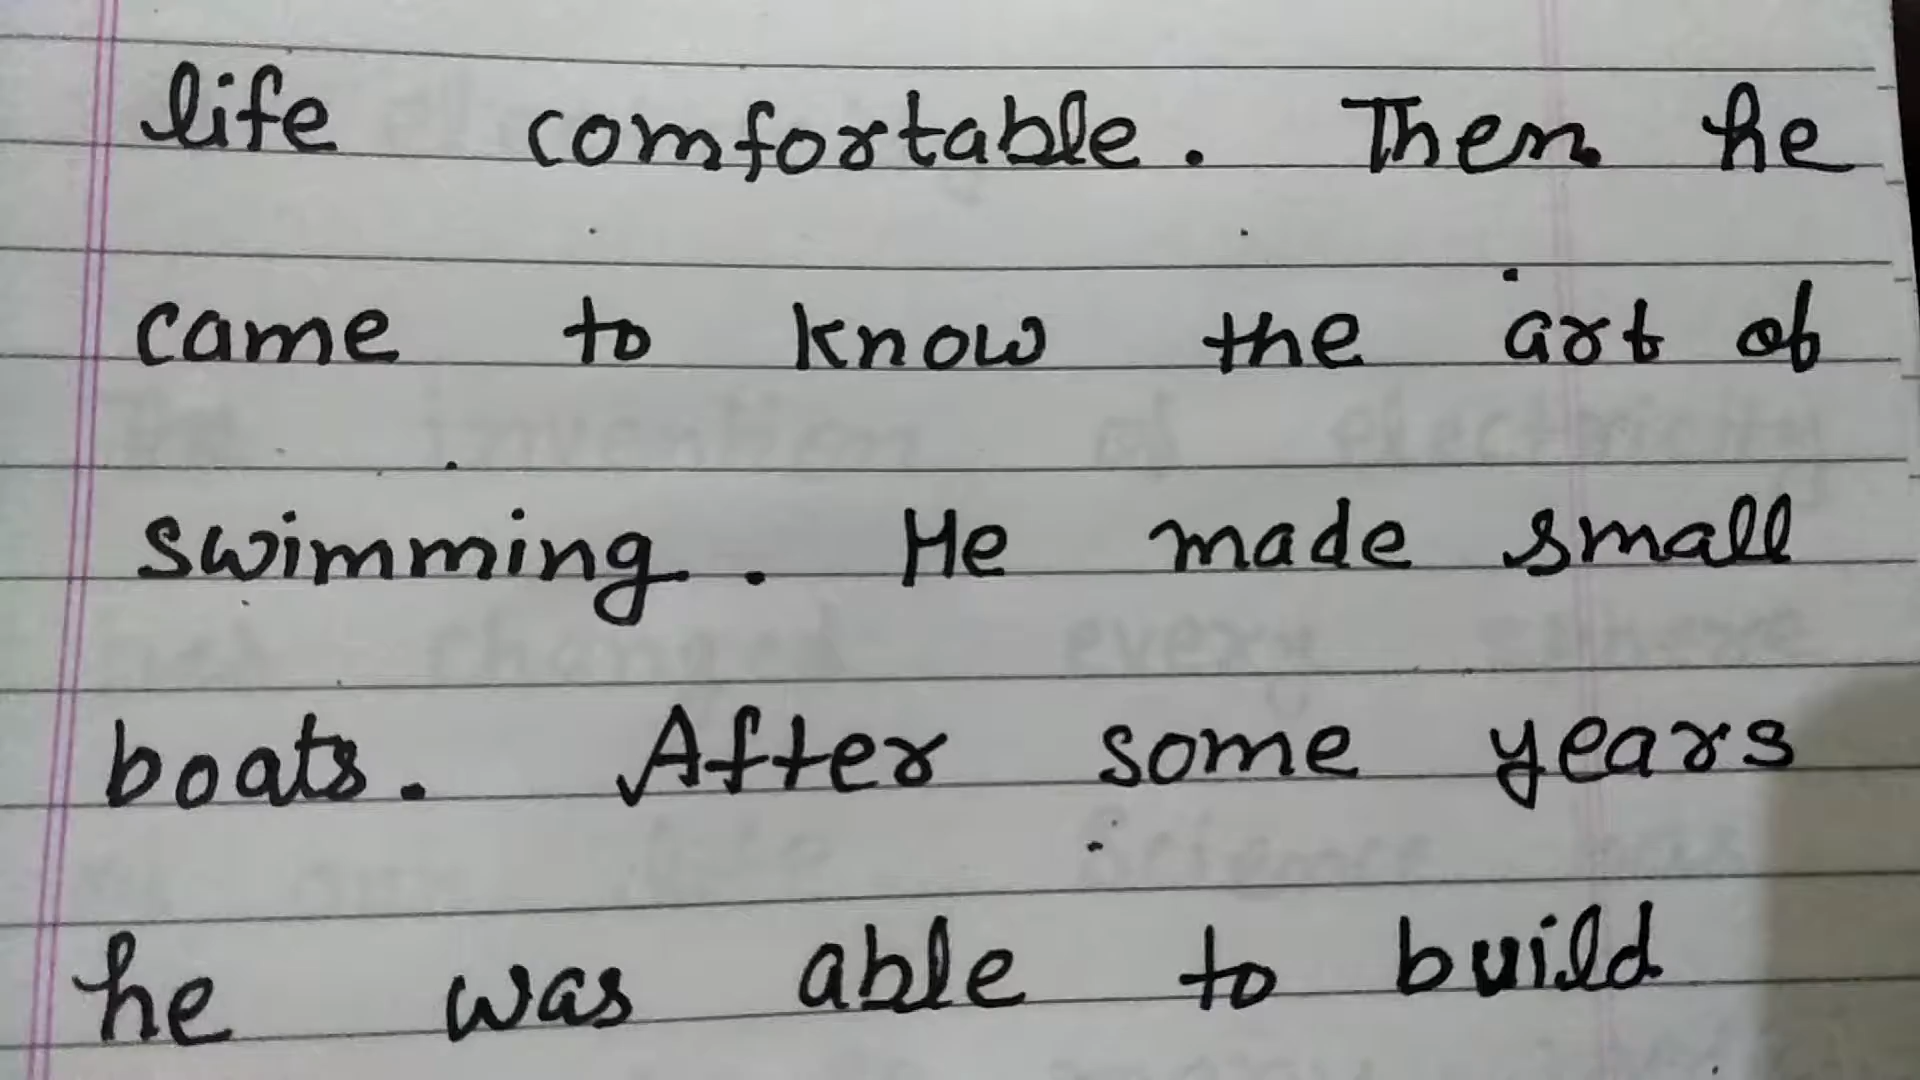 life comfortable. Then he
came to know the art of
swimming. He made small
boats. After some years
he was able to build